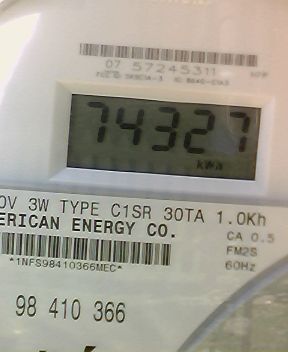 07 57245311
74327
kWh
0V 3W TYPE C1SR 30TA 1.0Kh
ERICAN ENERGY CO.
CA 0.5
FM2S
*1NFS98410366MEC*
60Hz
98 410 366